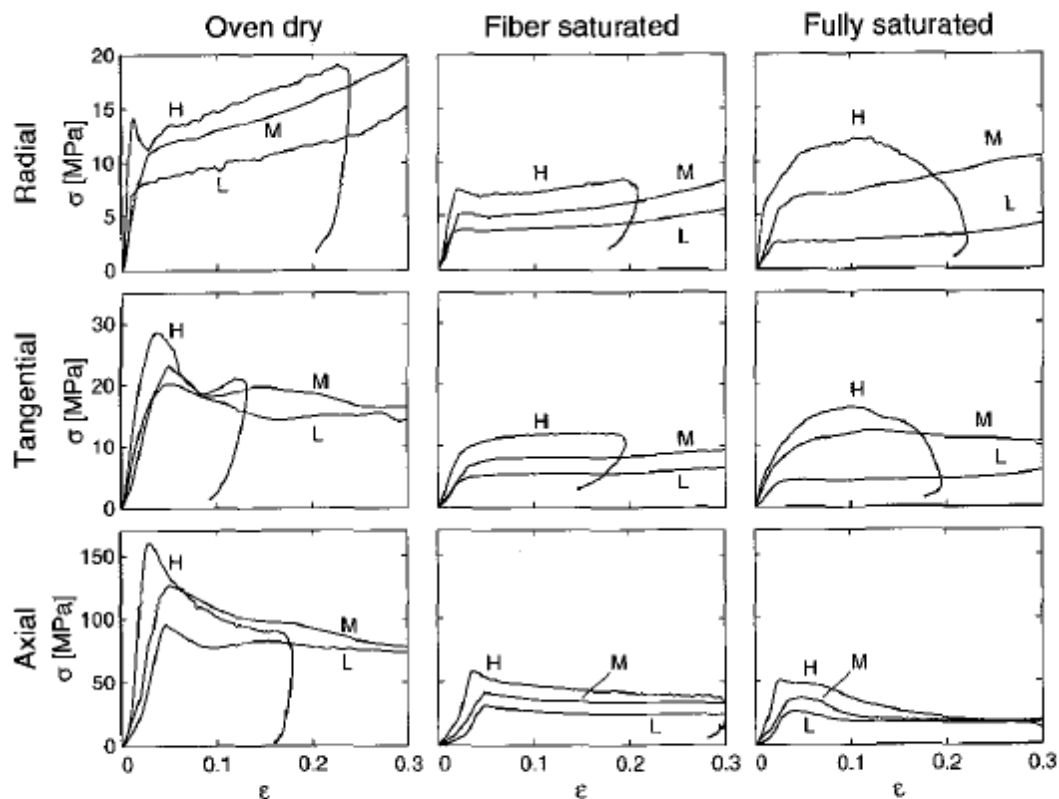 Oven dry Fiber saturated Fully saturated
Radial
σ [MPa]
20
15
10
5
0
H
M
L
H
L
H
M
L
Tangential
σ [MPa]
30
20
10
0
H
M
L
H
M
L
H
M
L
Axial
σ [MPa]
150
100
50
0
H
M
L
H
M
L
H
M
L
0 0.1 0.2 0.3 0 0.1 0.2 0.3 0 0.1 0.2 0.3
ε ε ε